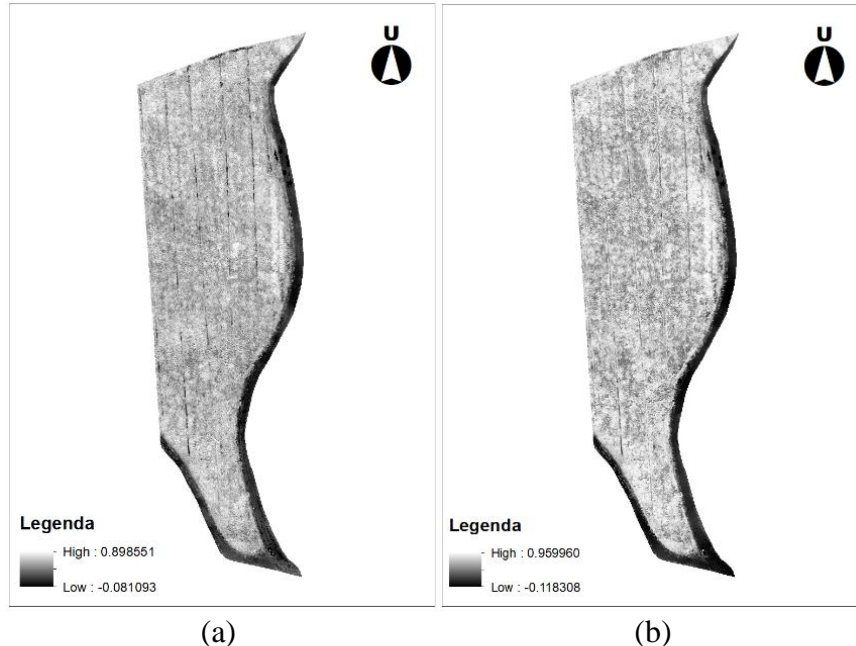 U
Legenda
High : 0.898551
Low : -0.081093
(a)
U
Legenda
High : 0.959960
Low : -0.118308
(b)